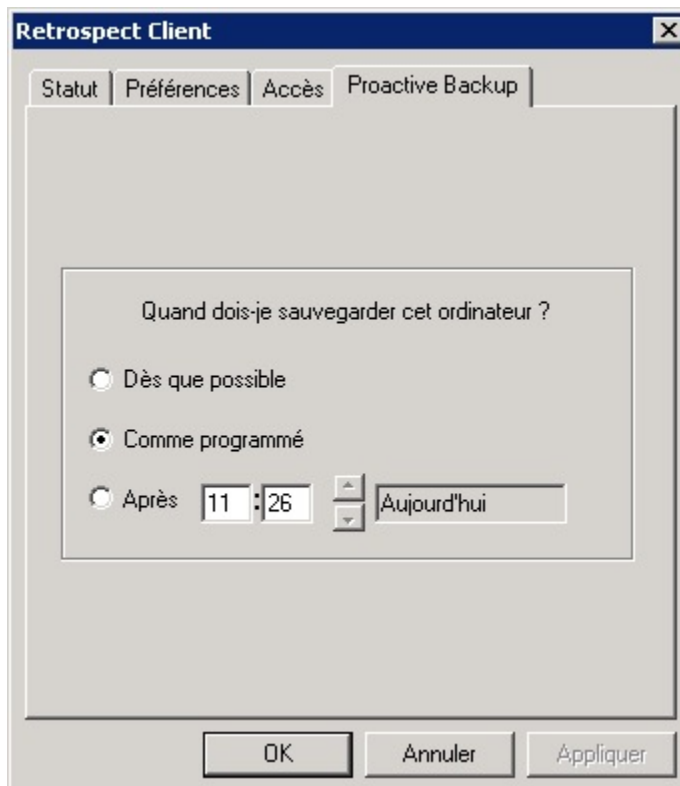 Retrospect Client
Statut Préférences Accès Proactive Backup
Quand dois-je sauvegarder cet ordinateur ?
Dès que possible
Comme programmé
Après 11 : 26 Aujourd'hui
OK Annuler Appliquer